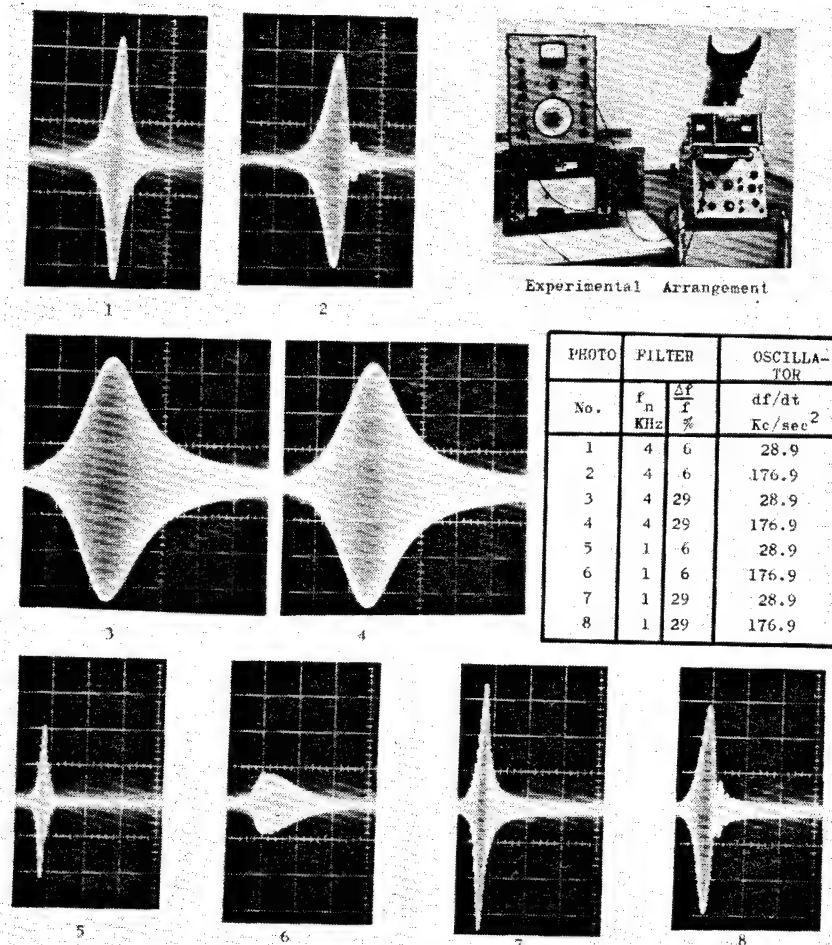 1
2
Experimental Arrangement
3
4
PHOTO FILTER OSCILLA-
TOR
No. f n KHz Δf/f % df/dt Kc/sec2
1 4 6 28.9
2 4 6 176.9
3 4 29 28.9
4 4 29 176.9
5 1 6 28.9
6 1 6 176.9
7 1 29 28.9
8 1 29 176.9
5
6
7
8